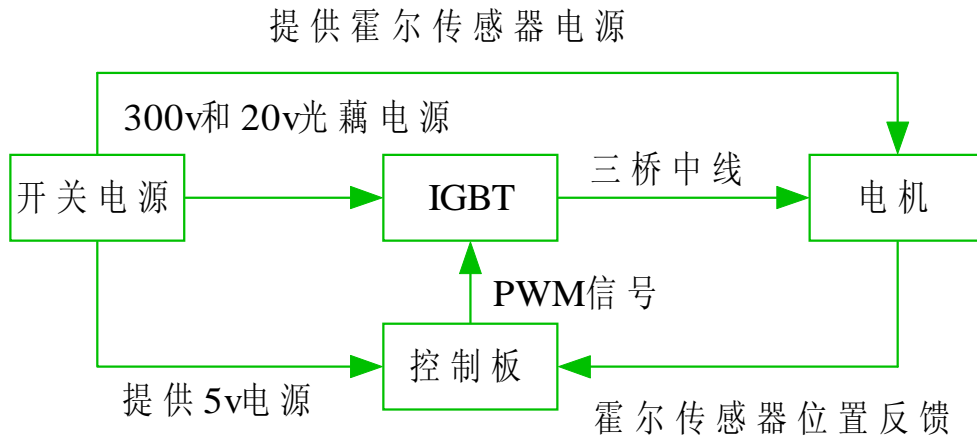 提供霍尔传感器电源
300v和20v光藕电源
开关电源
IGBT
三桥中线
电机
PWM信号
控制板
提供5v电源
霍尔传感器位置反馈